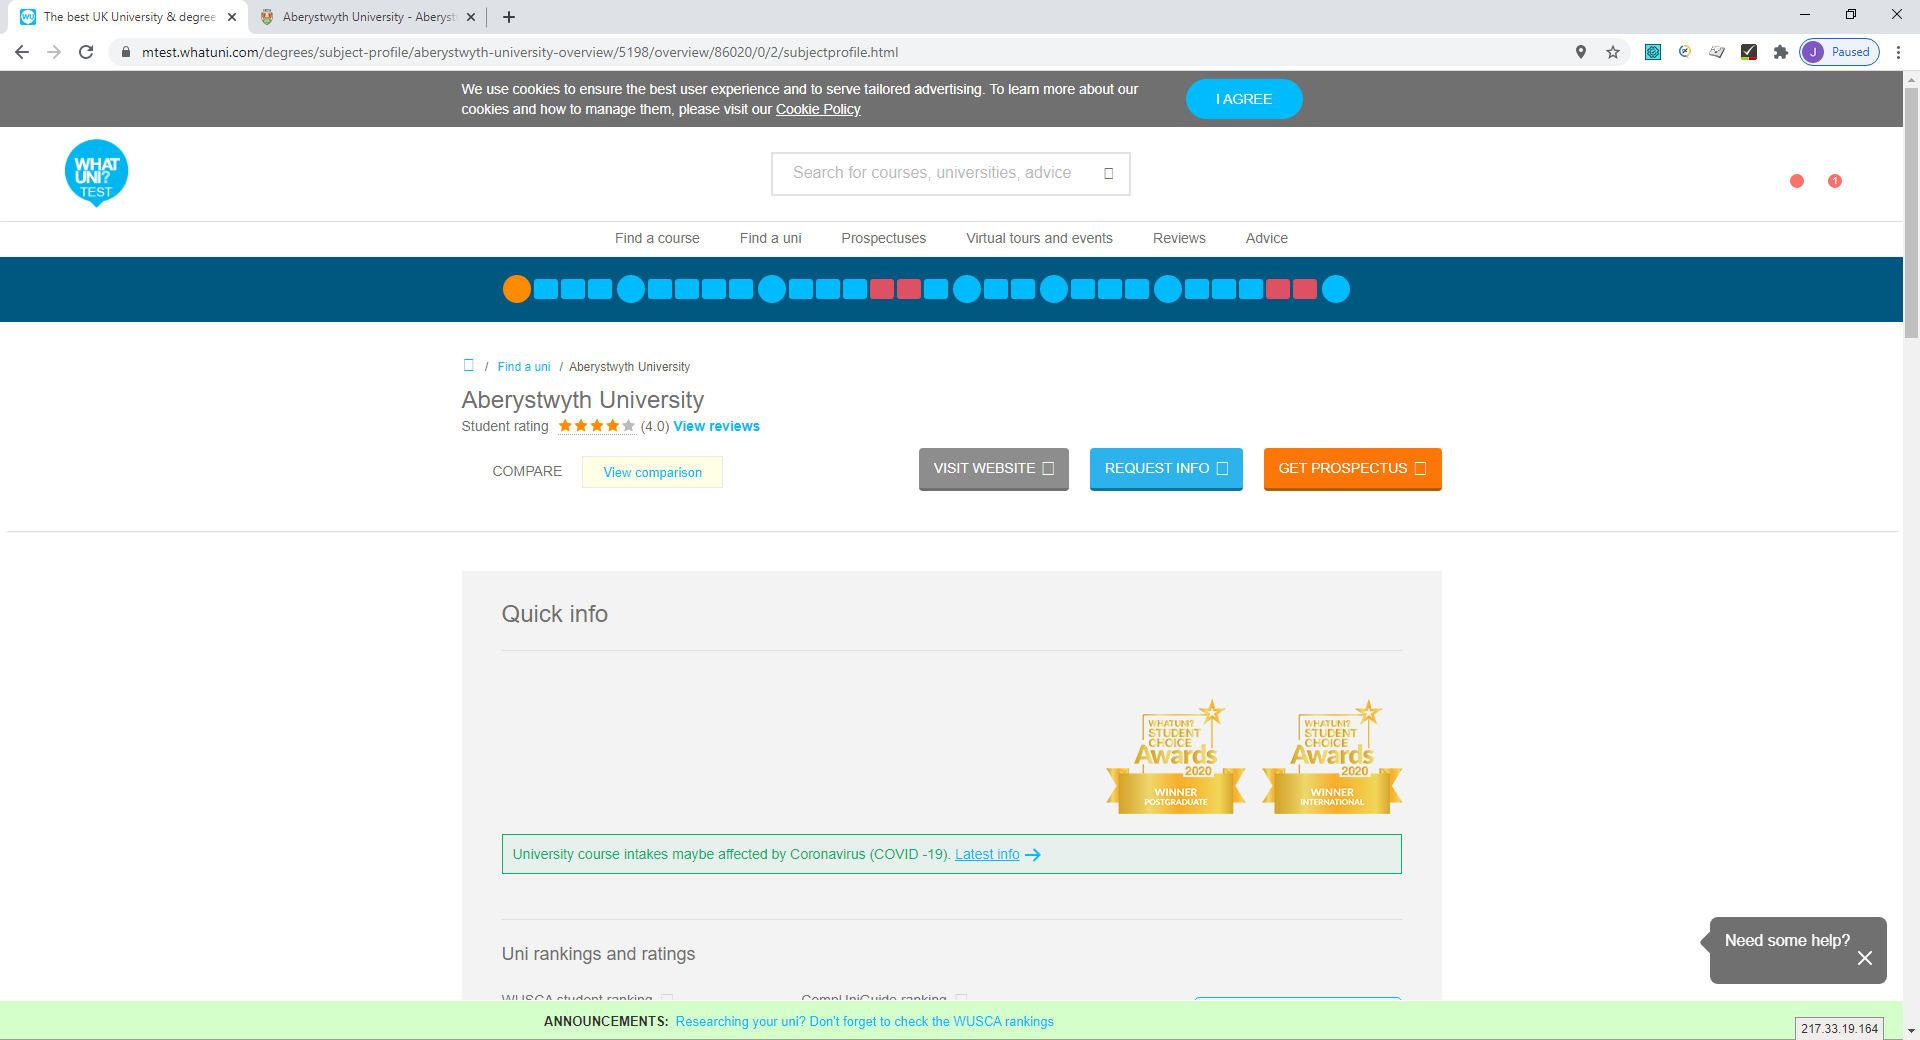 The best UK University & degree
Aberystwyth University - Aberyst
mtest.whatuni.com/degrees/subject-profile/aberystwyth-university-overview/5198/overview/86020/0/2/subjectprofile.html
J Paused
We use cookies to ensure the best user experience and to serve tailored advertising. To learn more about our
cookies and how to manage them, please visit our Cookie Policy
I AGREE
WHAT
UNI?
TEST
Search for courses, universities, advice
1
Find a course Find a uni Prospectuses Virtual tours and events Reviews Advice
/ Find a uni / Aberystwyth University
Aberystwyth University
Student rating (4.0) View reviews
COMPARE View comparison
VISIT WEBSITE REQUEST INFO GET PROSPECTUS
Quick info
WHATUNI?
STUDENT
CHOICE
Awards
2020
WINNER
POSTGRADUATE
WHATUNI?
STUDENT
CHOICE
Awards
2020
WINNER
INTERNATIONAL
University course intakes maybe affected by Coronavirus (COVID -19). Latest info
Uni rankings and ratings
WUSCA student ranking CompUniGuide ranking
Need some help?
ANNOUNCEMENTS: Researching your uni? Don't forget to check the WUSCA rankings
217.33.19.164